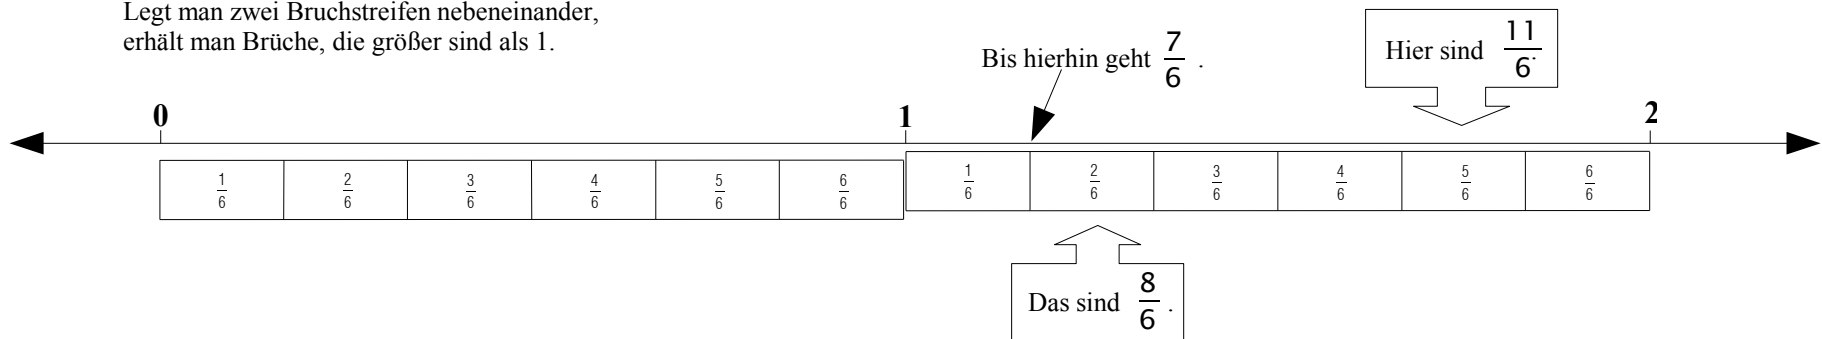 Legt man zwei Bruchstreifen nebeneinander,
erhält man Brüche, die größer sind als 1.
Bis hierhin geht 7/6 .
Hier sind 11/6.
0 1 2
1/6 2/6 3/6 4/6 5/6 6/6 1/6 2/6 3/6 4/6 5/6 6/6
Das sind 8/6 .